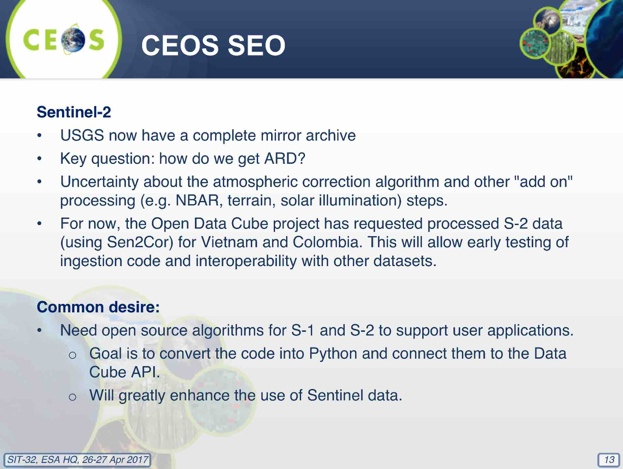 CEOS
CEOS SEO
Sentinel-2
• USGS now have a complete mirror archive
• Key question: how do we get ARD?
• Uncertainty about the atmospheric correction algorithm and other "add on"
processing (e.g. NBAR, terrain, solar illumination) steps.
• For now, the Open Data Cube project has requested processed S-2 data
(using Sen2Cor) for Vietnam and Colombia. This will allow early testing of
ingestion code and interoperability with other datasets.
Common desire:
• Need open source algorithms for S-1 and S-2 to support user applications.
o Goal is to convert the code into Python and connect them to the Data
Cube API.
o Will greatly enhance the use of Sentinel data.
SIT-32, ESA HQ, 26-27 Apr 2017
13